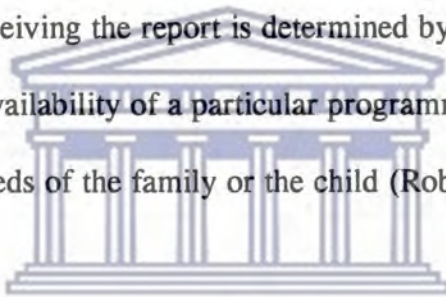 eiving the report is determined by
vailability of a particular programm
eds of the family or the child (Rob